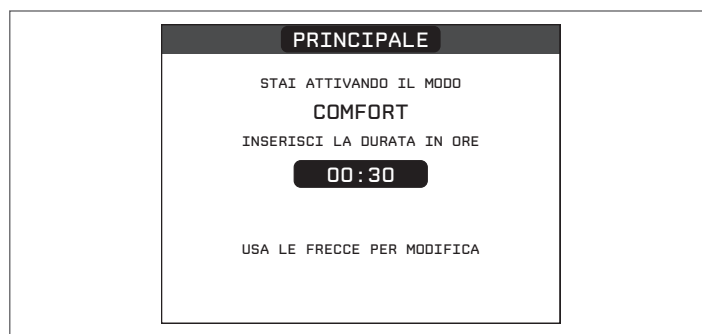 PRINCIPALE
STAI ATTIVANDO IL MODO
COMFORT
INSERISCI LA DURATA IN ORE
00:30
USA LE FRECCE PER MODIFICA